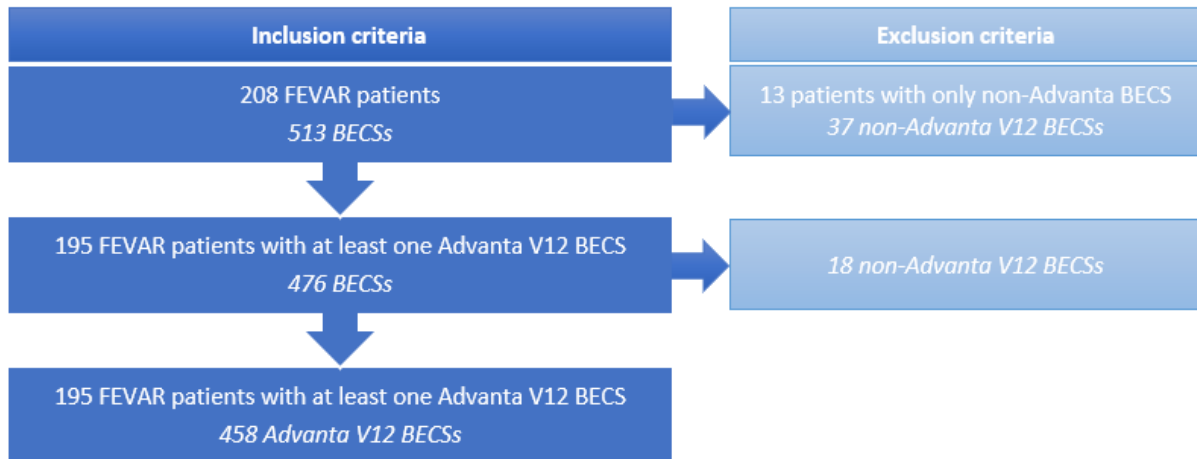 Inclusion criteria
Exclusion criteria
208 FEVAR patients
513 BECSs
13 patients with only non-Advanta BECS
37 non-Advanta V12 BECSs
195 FEVAR patients with at least one Advanta V12 BECS
476 BECSs
18 non-Advanta V12 BECSs
195 FEVAR patients with at least one Advanta V12 BECS
458 Advanta V12 BECSs